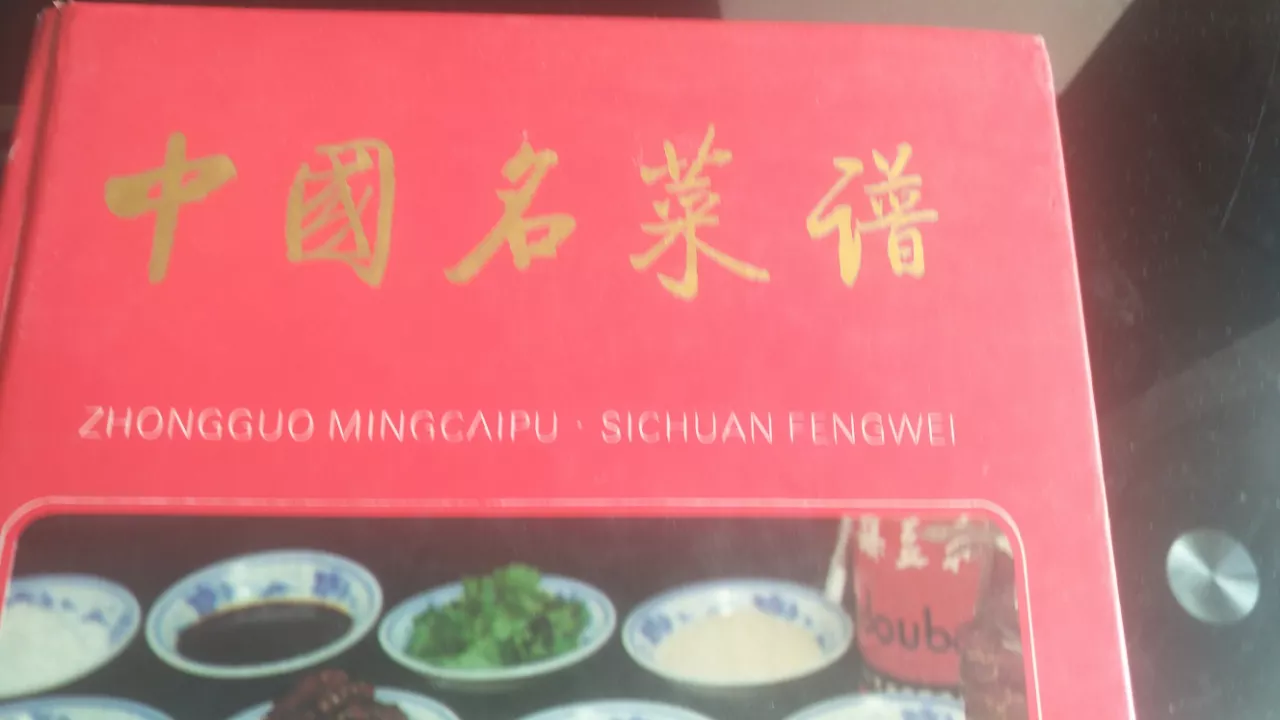 中國名菜谱
ZHONGGUO MINGCAIPU · SICHUAN FENGWEI